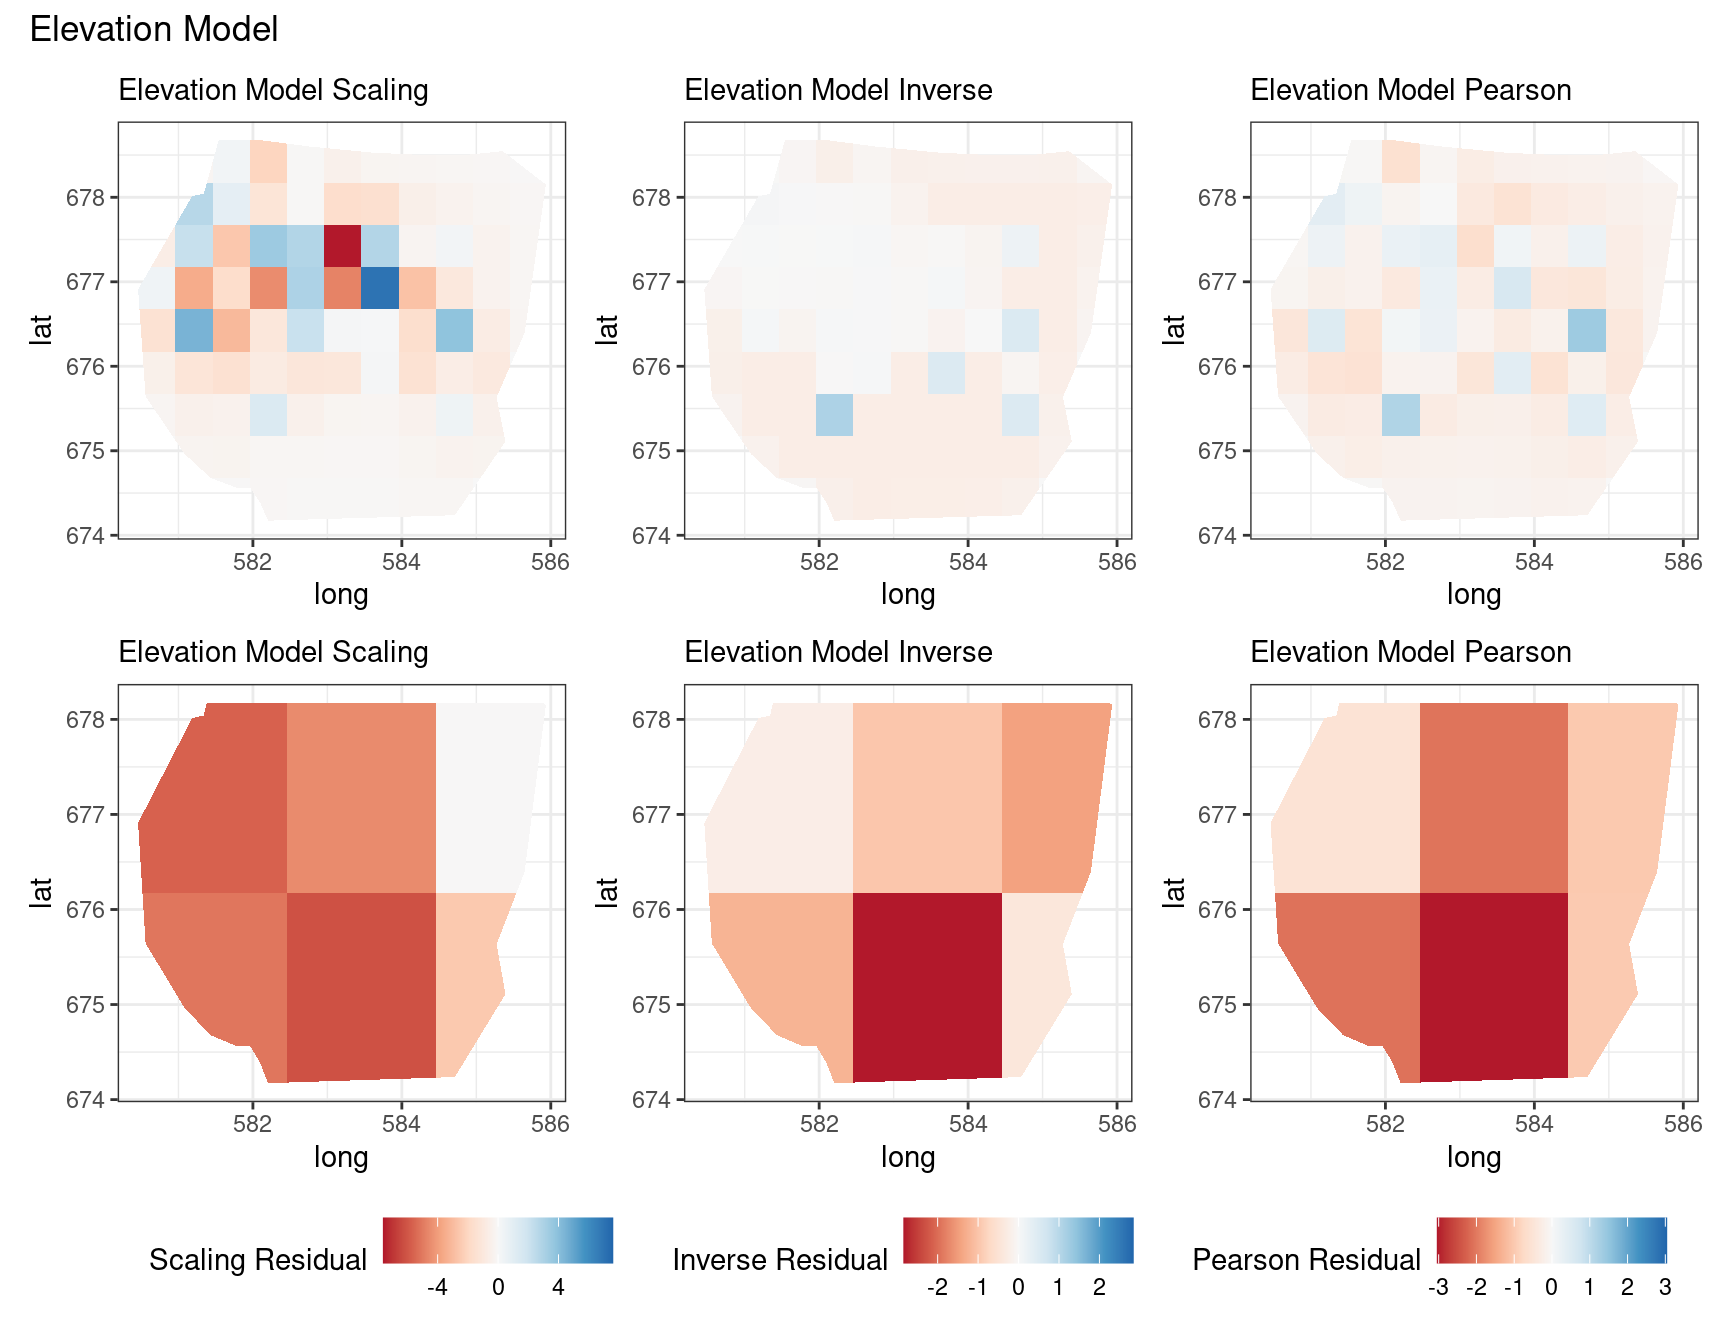 Elevation Model
Elevation Model Scaling
Elevation Model Inverse
Elevation Model Pearson
678
677
676
675
674
lat
582 584 586
long
678
677
676
675
674
lat
582 584 586
long
678
677
676
675
674
lat
582 584 586
long
Elevation Model Scaling
Elevation Model Inverse
Elevation Model Pearson
678
677
676
675
674
lat
582 584 586
long
678
677
676
675
674
lat
582 584 586
long
678
677
676
675
674
lat
582 584 586
long
Scaling Residual
-4 0 4
Inverse Residual
-2 -1 0 1 2
Pearson Residual
-3 -2 -1 0 1 2 3